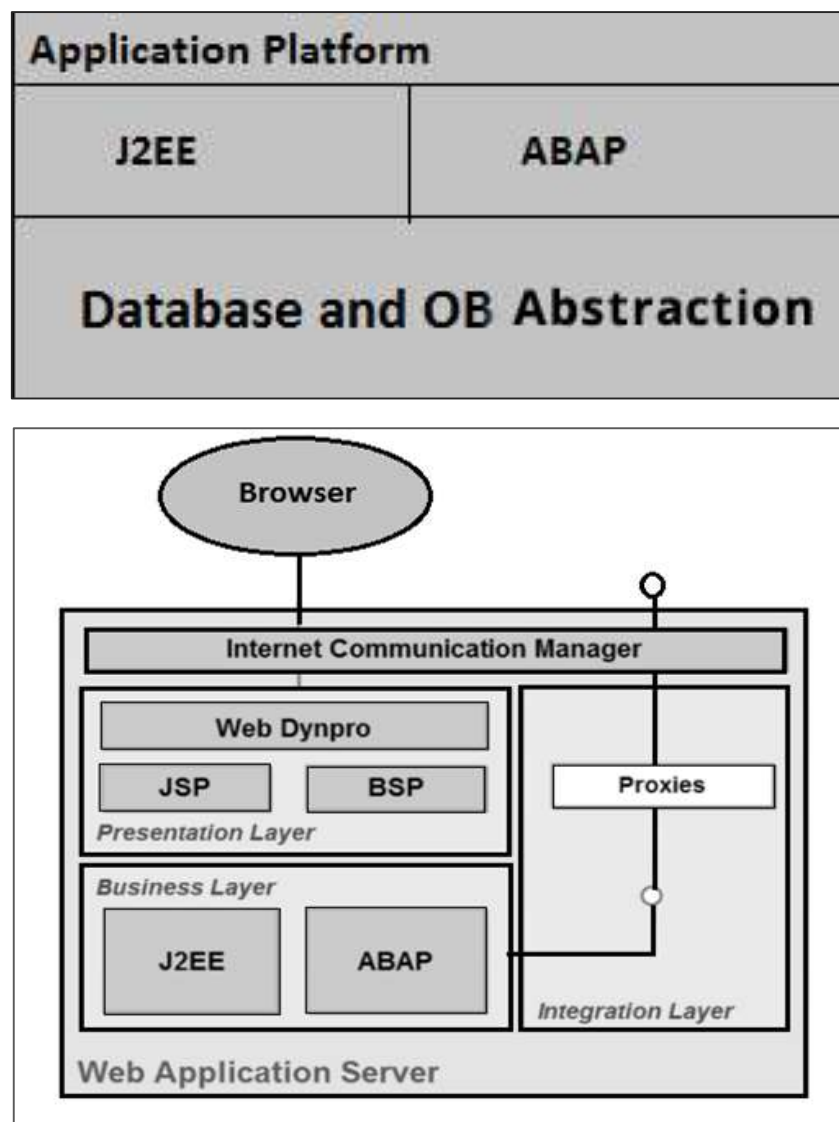 Application Platform
J2EE ABAP
Database and OB Abstraction
Browser
Internet Communication Manager
Web Dynpro
JSP BSP
Presentation Layer
Proxies
Business Layer
J2EE ABAP
Integration Layer
Web Application Server